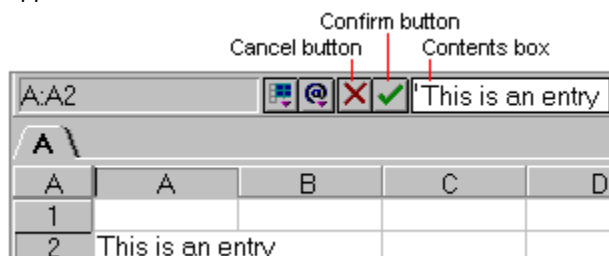 Confirm button
Cancel button Contents box
A:A2 @ 'This is an entry
A
A A B C D
1
2 This is an entry